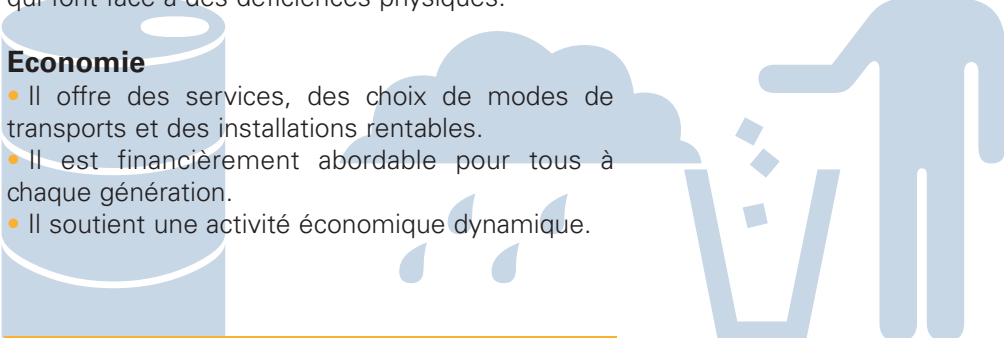 qui font face à des déficiences physiques.
Economie
• Il offre des services, des choix de modes de
transports et des installations rentables.
• Il est financièrement abordable pour tous à
chaque génération.
• Il soutient une activité économique dynamique.